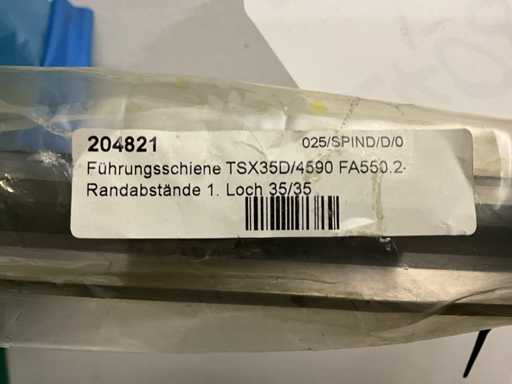 204821 025/SPIND/D/0
Führungsschiene TSX35D/4590 FA550.2-
Randabstände 1. Loch 35/35